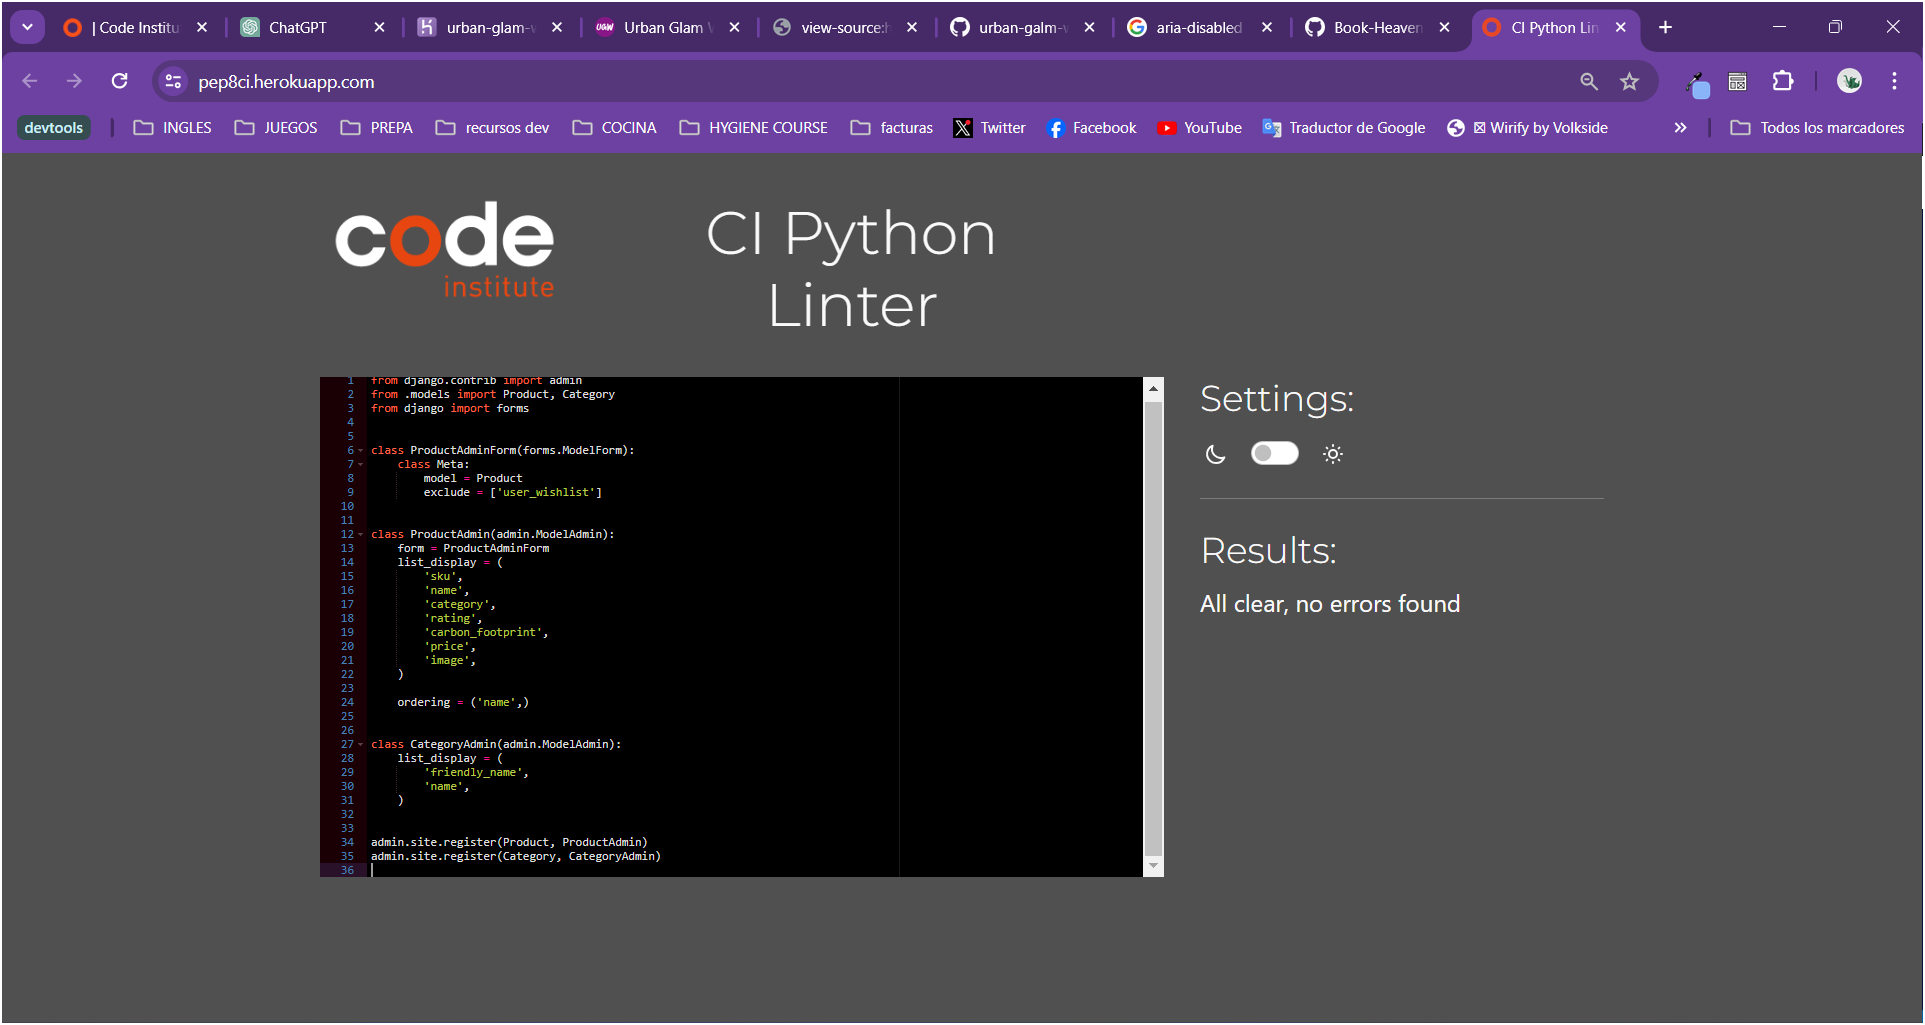 | Code Institu
ChatGPT
urban-glam-w
UGW Urban Glam W
view-source:h
urban-galm-w
aria-disabled
Book-Heaven
CI Python Lin
pep8ci.herokuapp.com
devtools
INGLES
JUEGOS
PREPA
recursos dev
COCINA
HYGIENE COURSE
facturas
Twitter
Facebook
YouTube
Traductor de Google
Wirify by Volkside
Todos los marcadores
code
institute
CI Python
Linter
1 from django.contrib import admin
2 from .models import Product, Category
3 from django import forms
4
5
6 class ProductAdminForm(forms.ModelForm):
7     class Meta:
8         model = Product
9         exclude = ['user_wishlist']
10
11
12 class ProductAdmin(admin.ModelAdmin):
13     form = ProductAdminForm
14     list_display = (
15         'sku',
16         'name',
17         'category',
18         'rating',
19         'carbon_footprint',
20         'price',
21         'image',
22     )
23
24     ordering = ('name',)
25
26
27 class CategoryAdmin(admin.ModelAdmin):
28     list_display = (
29         'friendly_name',
30         'name',
31     )
32
33
34 admin.site.register(Product, ProductAdmin)
35 admin.site.register(Category, CategoryAdmin)
36
Settings:
Results:
All clear, no errors found